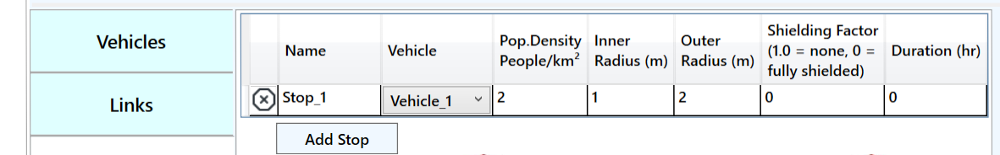 Vehicles
Links
Name
Vehicle
Pop.Density
People/km²
Inner
Radius (m)
Outer
Radius (m)
Shielding Factor
(1.0 = none, 0 =
fully shielded)
Duration (hr)
Stop_1
Vehicle_1
2
1
2
0
0
Add Stop